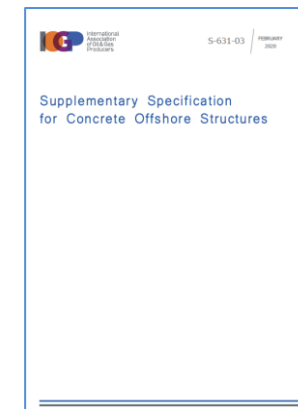 IOGP
International
Association
of Oil & Gas
Producers
S-631-03
FEBRUARY
2020
Supplementary Specification
for Concrete Offshore Structures